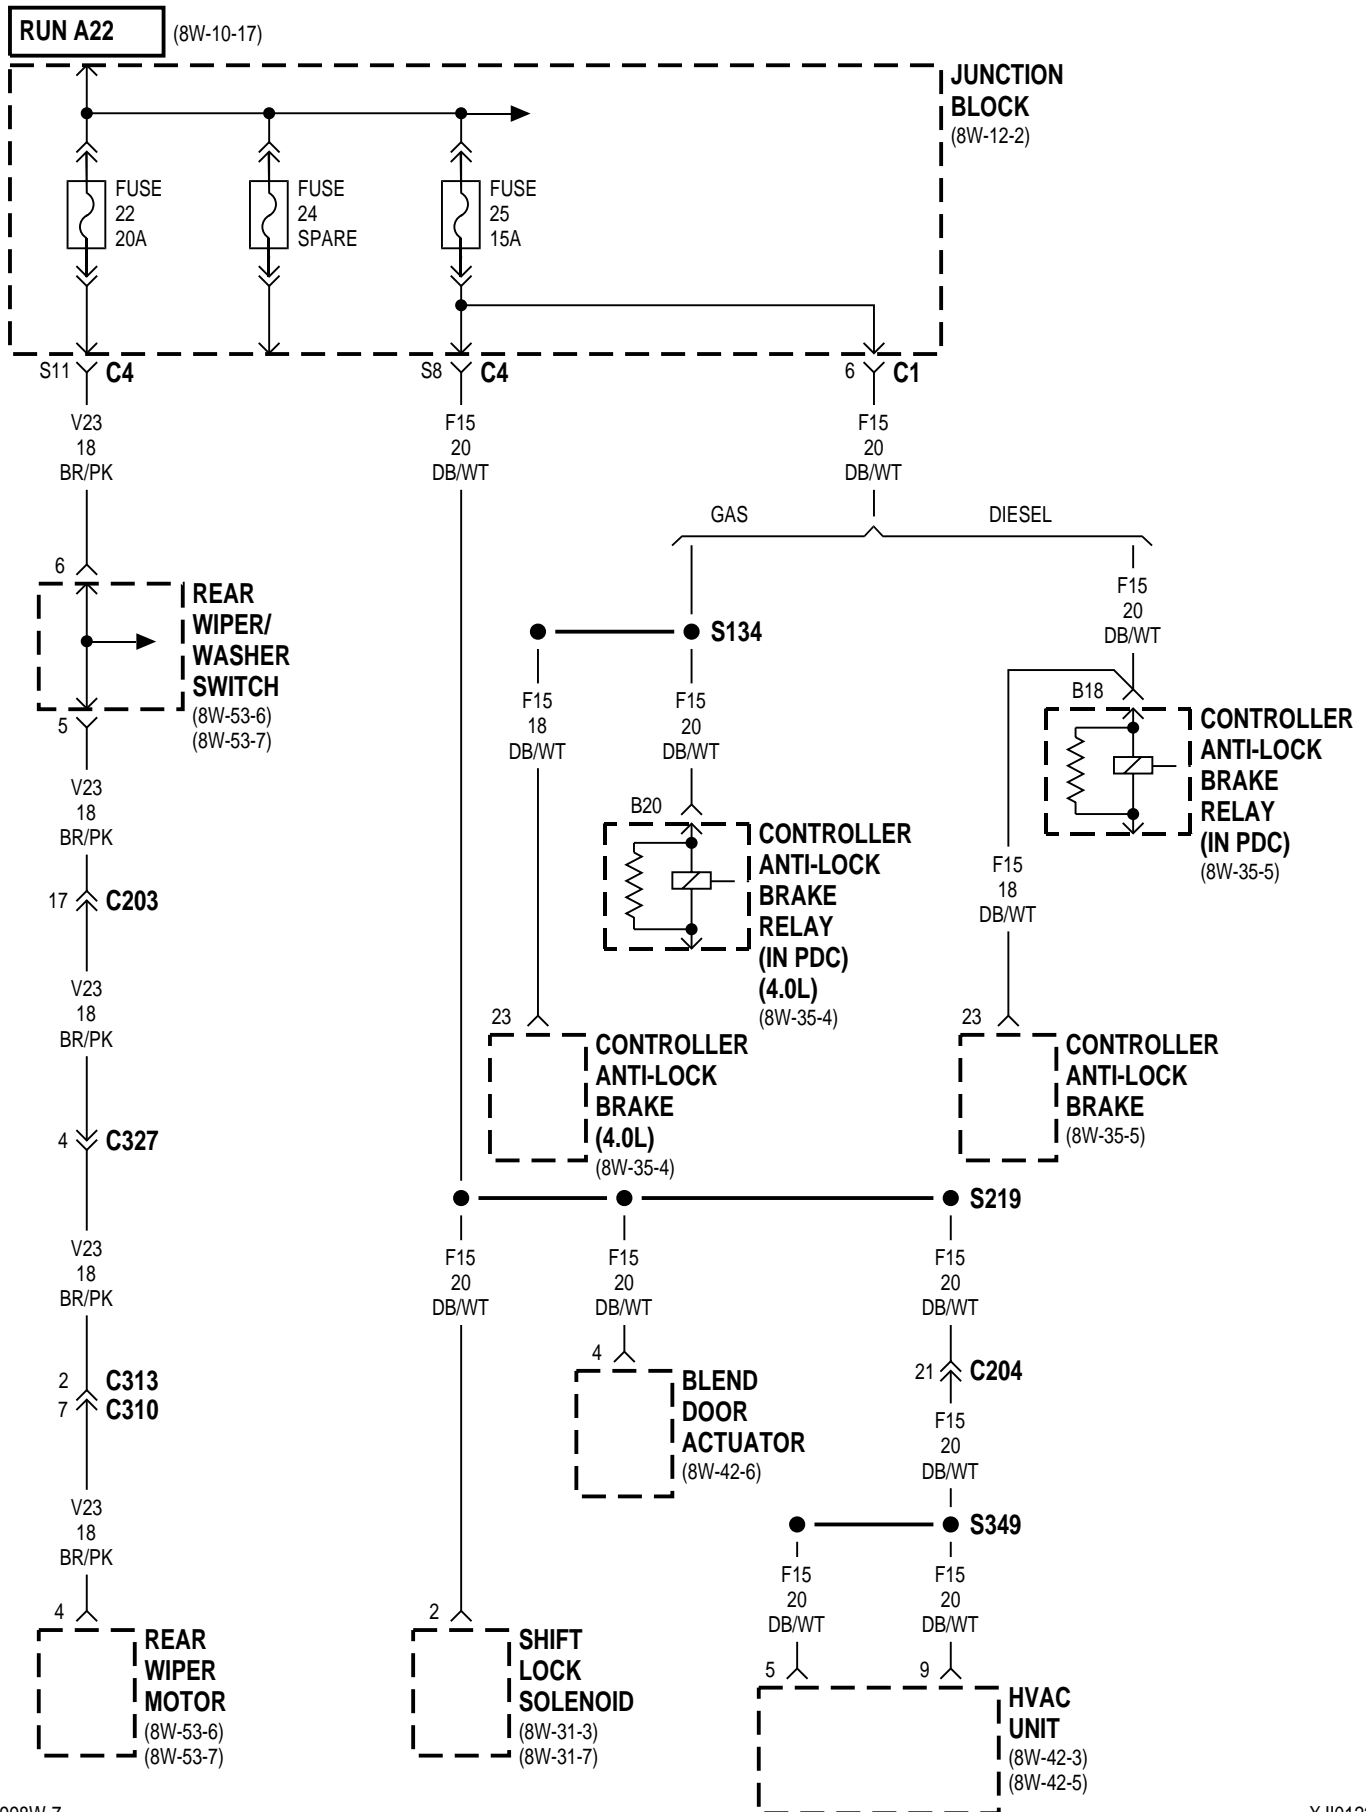 RUN A22 (8W-10-17)
JUNCTION
BLOCK
(8W-12-2)
FUSE
22
20A
FUSE
24
SPARE
FUSE
25
15A
S11 C4
S8 C4
6 C1
V23
18
BR/PK
F15
20
DB/WT
F15
20
DB/WT
GAS
DIESEL
6
REAR
WIPER/
WASHER
SWITCH
(8W-53-6)
(8W-53-7)
5
S134
F15
20
DB/WT
F15
18
DB/WT
F15
20
DB/WT
B18
CONTROLLER
ANTI-LOCK
BRAKE
RELAY
(IN PDC)
(8W-35-5)
V23
18
BR/PK
B20
CONTROLLER
ANTI-LOCK
BRAKE
RELAY
(IN PDC)
(4.0L)
(8W-35-4)
F15
18
DB/WT
17 C203
V23
18
BR/PK
23
CONTROLLER
ANTI-LOCK
BRAKE
(4.0L)
(8W-35-4)
23
CONTROLLER
ANTI-LOCK
BRAKE
(8W-35-5)
4 C327
S219
V23
18
BR/PK
F15
20
DB/WT
F15
20
DB/WT
F15
20
DB/WT
4
BLEND
DOOR
ACTUATOR
(8W-42-6)
21 C204
2 C313
7 C310
F15
20
DB/WT
S349
V23
18
BR/PK
F15
20
DB/WT
F15
20
DB/WT
4
REAR
WIPER
MOTOR
(8W-53-6)
(8W-53-7)
2
SHIFT
LOCK
SOLENOID
(8W-31-3)
(8W-31-7)
5
9
HVAC
UNIT
(8W-42-3)
(8W-42-5)